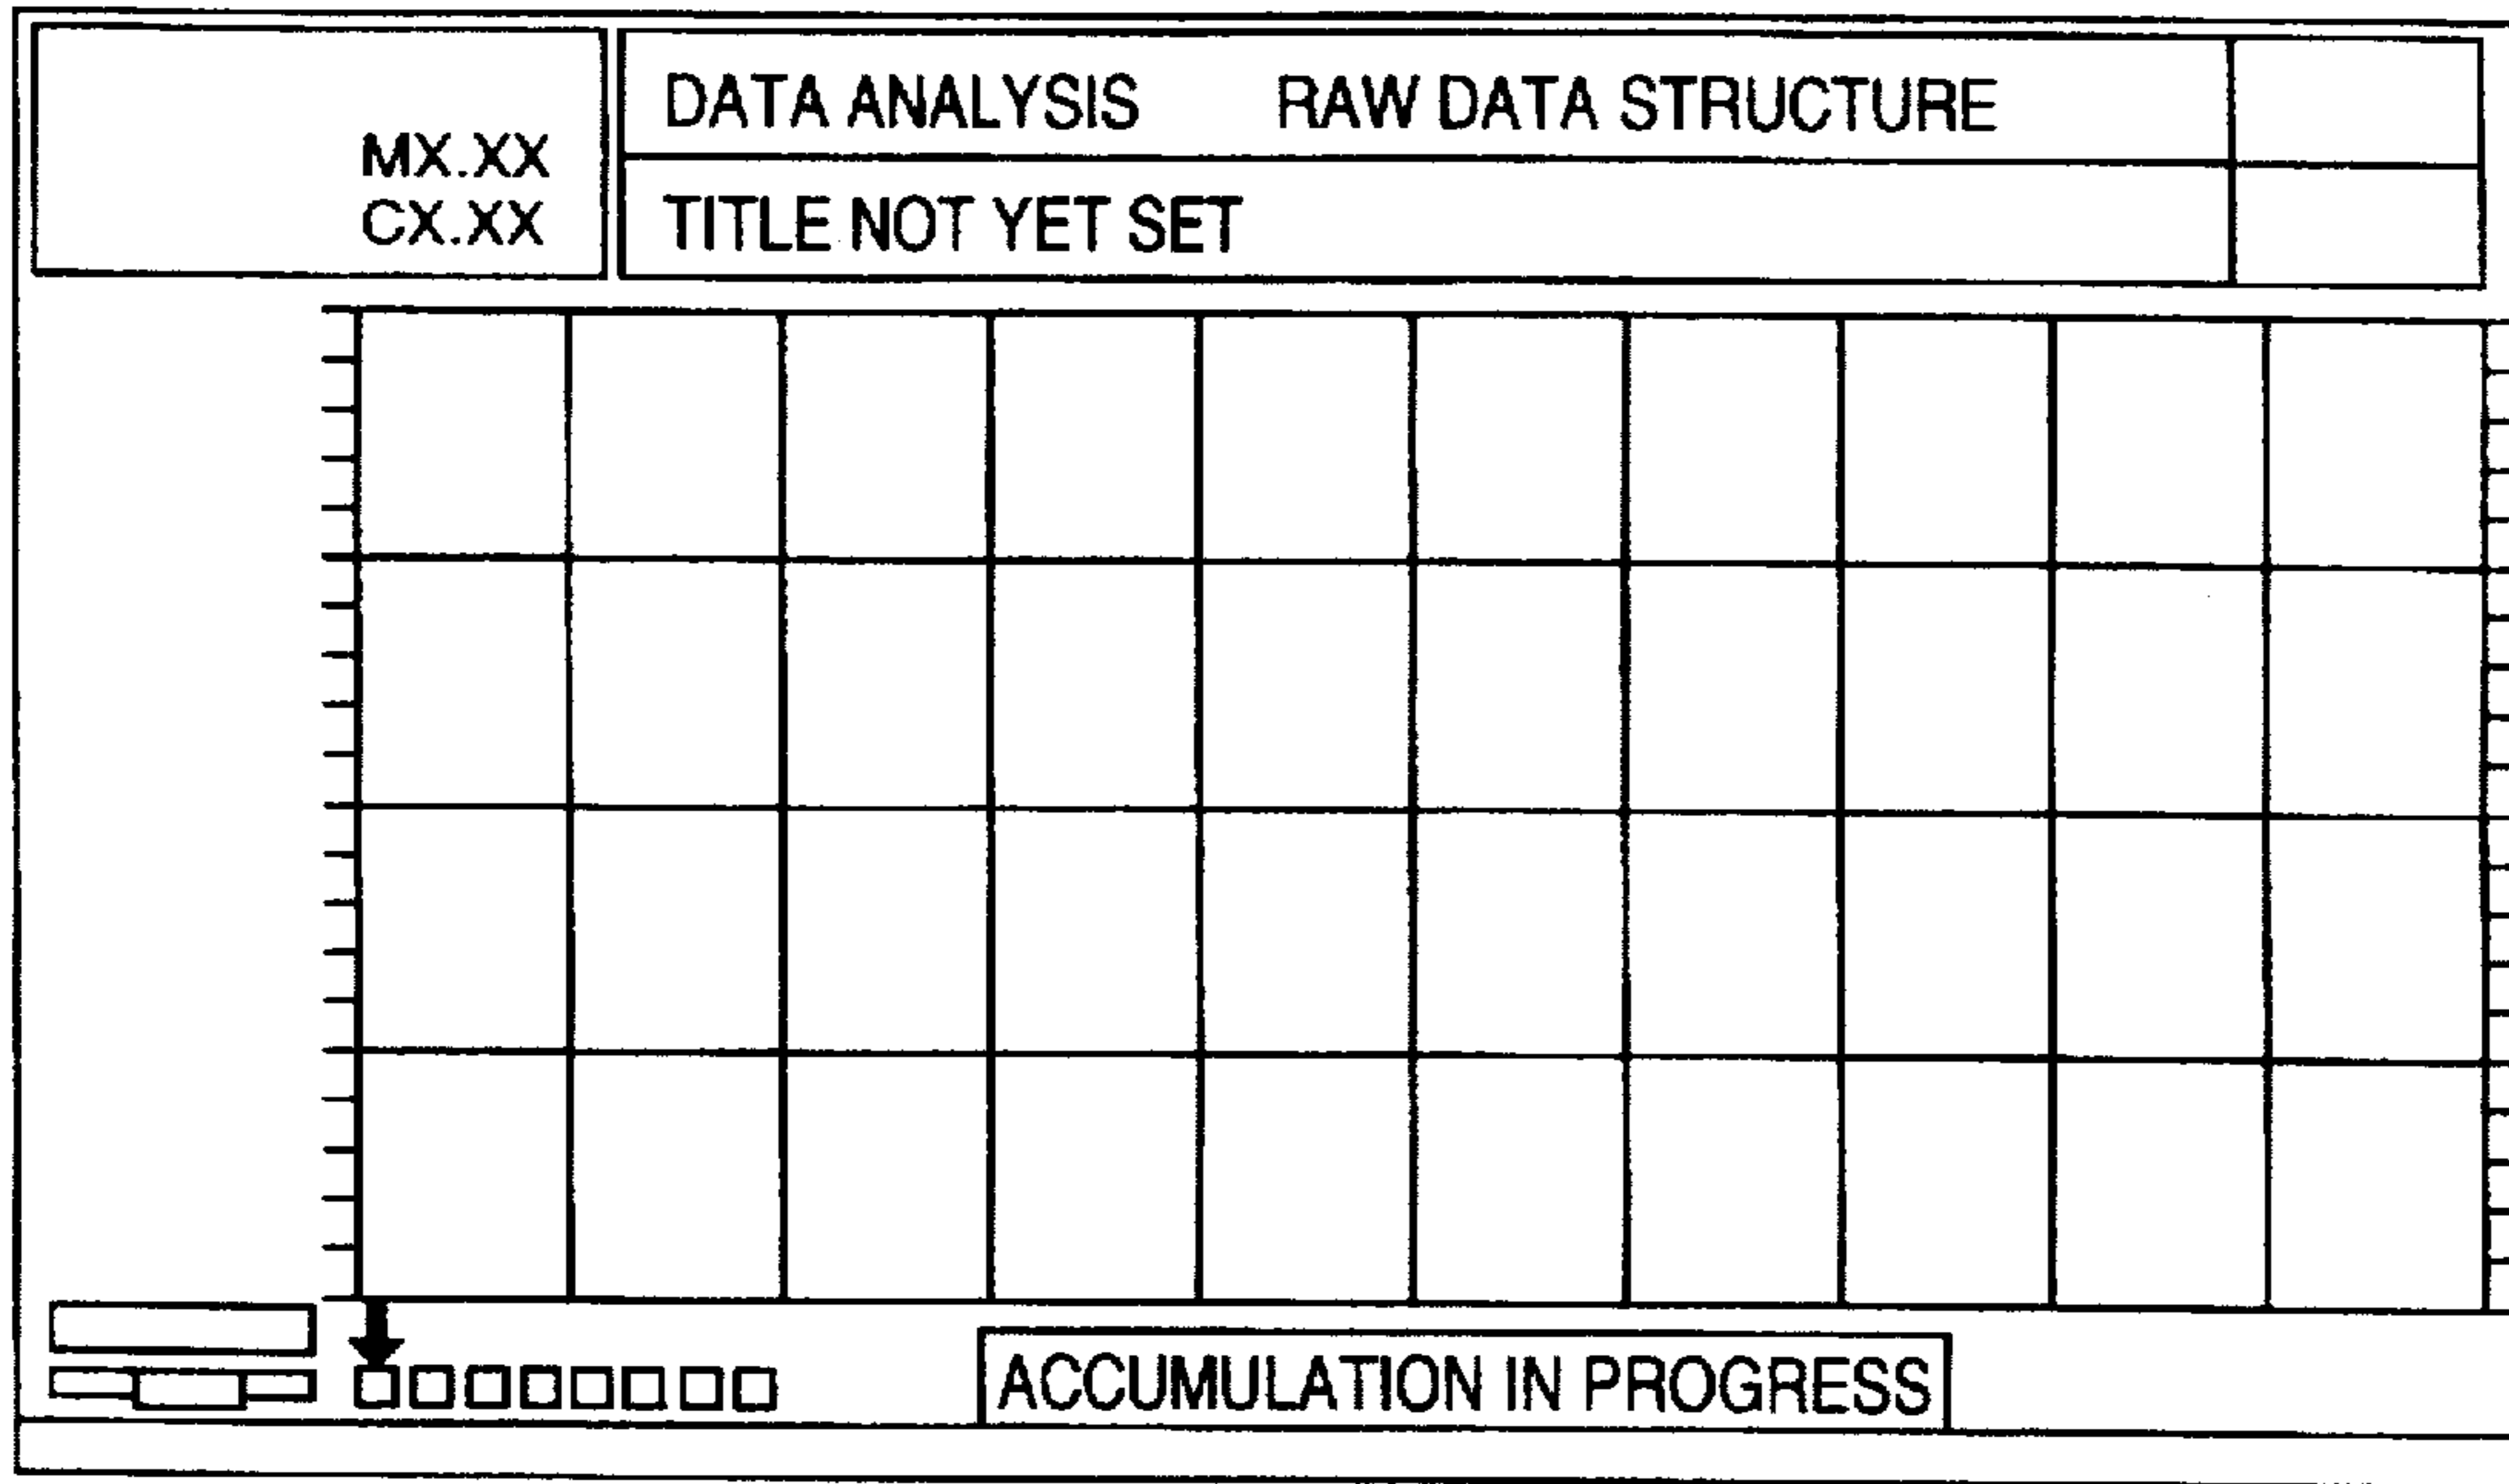 MX.XX
CX.XX
DATA ANALYSIS RAW DATA STRUCTURE
TITLE NOT YET SET
ACCUMULATION IN PROGRESS